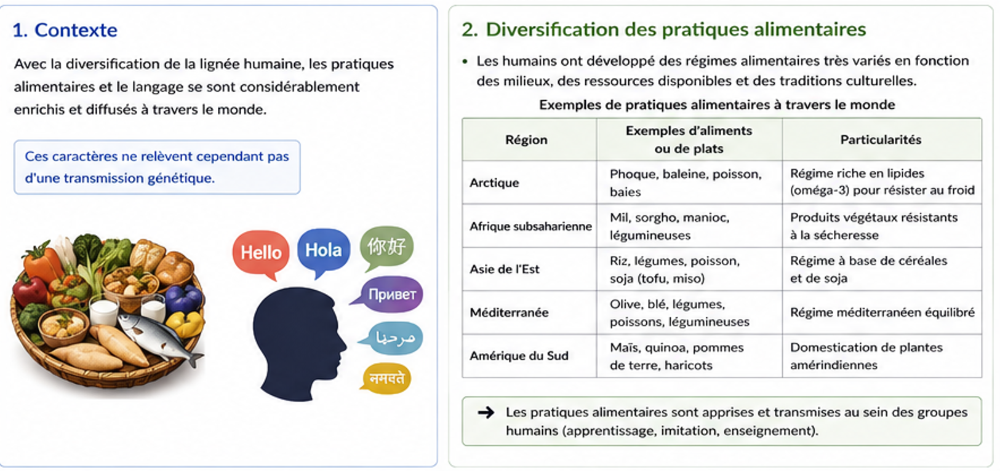 1. Contexte
Avec la diversification de la lignée humaine, les pratiques
alimentaires et le langage se sont considérablement
enrichis et diffusés à travers le monde.
Ces caractères ne relèvent cependant pas
d'une transmission génétique.
Hello
Hola
你好
Привет
مرحبا
2. Diversification des pratiques alimentaires
• Les humains ont développé des régimes alimentaires très variés en fonction
des milieux, des ressources disponibles et des traditions culturelles.
Exemples de pratiques alimentaires à travers le monde
Région
Exemples d'aliments
ou de plats
Particularités
Arctique
Phoque, baleine, poisson,
baies
Régime riche en lipides
(oméga-3) pour résister au froid
Afrique subsaharienne
Mil, sorgho, manioc,
légumineuses
Produits végétaux résistants
à la sécheresse
Asie de l'Est
Riz, légumes, poisson,
soja (tofu, miso)
Régime à base de céréales
et de soja
Méditerranée
Olive, blé, légumes,
poissons, légumineuses
Régime méditerranéen équilibré
Amérique du Sud
Maïs, quinoa, pommes
de terre, haricots
Domestication de plantes
amérindiennes
→ Les pratiques alimentaires sont apprises et transmises au sein des groupes
humains (apprentissage, imitation, enseignement).